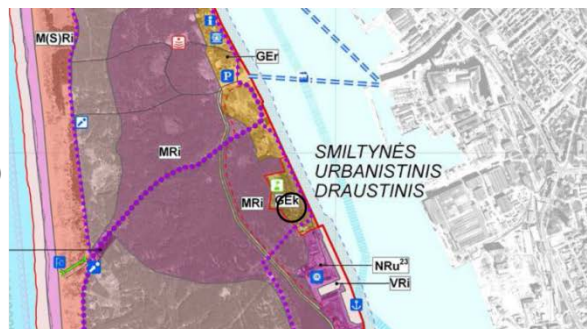 M(S)Ri
GEr
P
MRi
SMILTYNĖS
URBANISTINIS
DRAUSTINIS
MRi
GEk
NRu²³
VRi